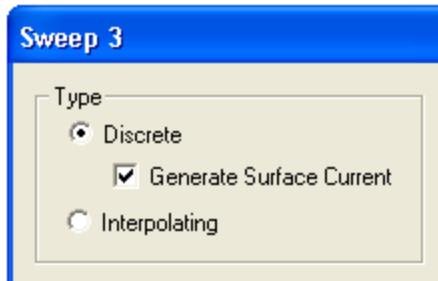 Sweep 3
Type
Discrete
Generate Surface Current
Interpolating